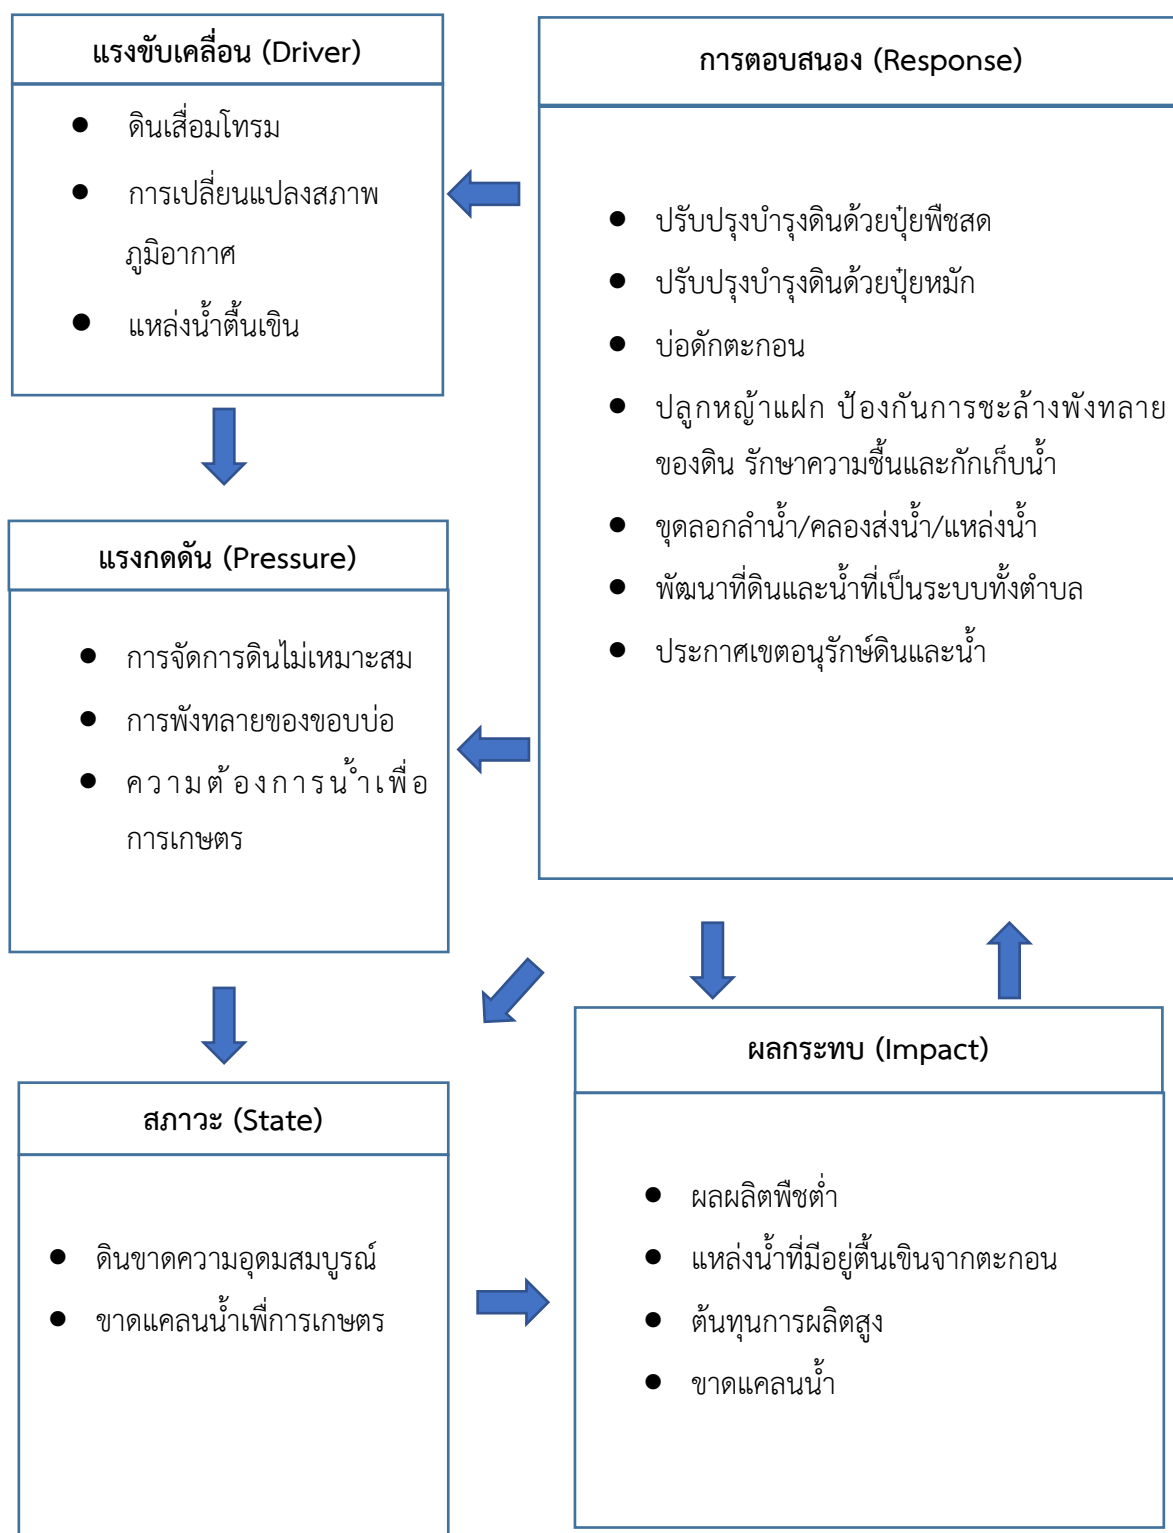 แรงขับเคลื่อน (Driver)
● ดินเสื่อมโทรม
● การเปลี่ยนแปลงสภาพ
ภูมิอากาศ
● แหล่งน้ำตื้นเขิน
การตอบสนอง (Response)
● ปรับปรุงบำรุงดินด้วยปุ๋ยพืชสด
● ปรับปรุงบำรุงดินด้วยปุ๋ยหมัก
● บ่อดักตะกอน
● ปลูกหญ้าแฝก ป้องกันการชะล้างพังทลาย
ของดิน รักษาความชื้นและกักเก็บน้ำ
● ขุดลอกลำน้ำ/คลองส่งน้ำ/แหล่งน้ำ
● พัฒนาที่ดินและน้ำที่เป็นระบบทั้งตำบล
● ประกาศเขตอนุรักษ์ดินและน้ำ
แรงกดดัน (Pressure)
● การจัดการดินไม่เหมาะสม
● การพังทลายของขอบบ่อ
● ความต้องการน้ำเพื่อ
การเกษตร
สภาวะ (State)
● ดินขาดความอุดมสมบูรณ์
● ขาดแคลนน้ำเพื่การเกษตร
ผลกระทบ (Impact)
● ผลผลิตพืชต่ำ
● แหล่งน้ำที่มีอยู่ตื้นเขินจากตะกอน
● ต้นทุนการผลิตสูง
● ขาดแคลนน้ำ